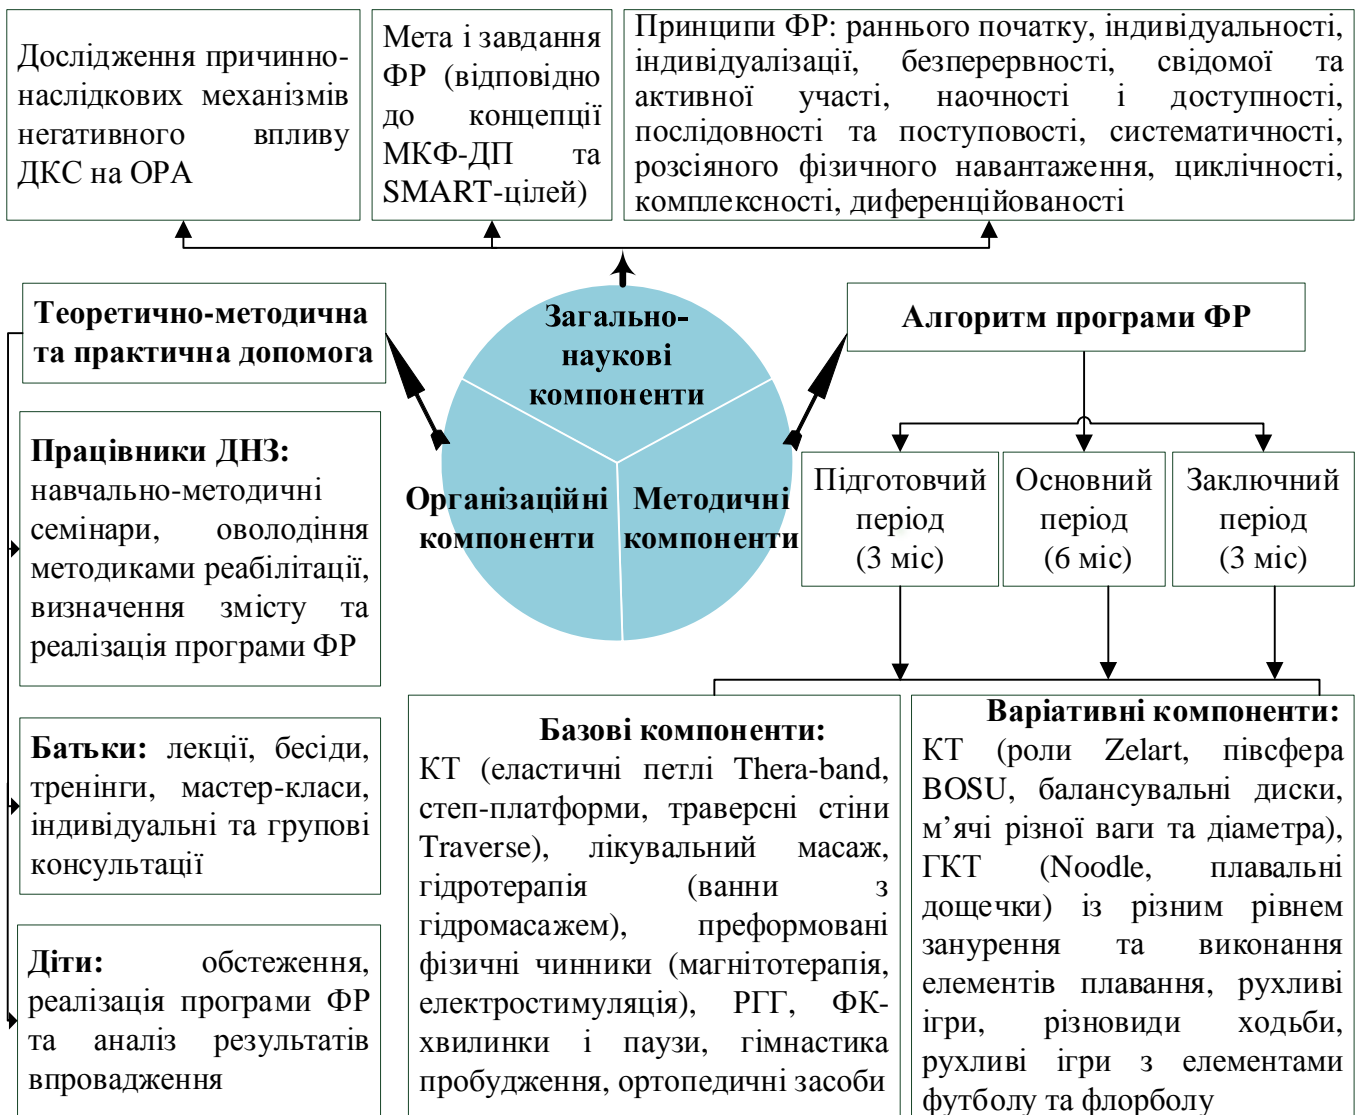 Дослідження причинно-
наслідкових механізмів
негативного впливу
ДКС на ОРА
Мета і завдання
ФР (відповідно
до концепції
МКФ-ДП та
SMART-цілей)
Принципи ФР: раннього початку, індивідуальності,
індивідуалізації, безперервності, свідомої та
активної участі, наочності і доступності,
послідовності та поступовості, систематичності,
розсіяного фізичного навантаження, циклічності,
комплексності, диференційованості
Теоретично-методична
та практична допомога
Загально-
наукові
компоненти
Алгоритм програми ФР
Організаційні
компоненти
Методичні
компоненти
Працівники ДНЗ:
навчально-методичні
семінари, оволодіння
методиками реабілітації,
визначення змісту та
реалізація програми ФР
Батьки: лекції, бесіди,
тренінги, мастер-класи,
індивідуальні та групові
консультації
Діти: обстеження,
реалізація програми ФР
та аналіз результатів
впровадження
Підготовчий
період
(3 міс)
Основний
період
(6 міс)
Заключний
період
(3 міс)
Базові компоненти:
КТ (еластичні петлі Thera-band,
степ-платформи, траверсні стіни
Traverse), лікувальний масаж,
гідротерапія (ванни з
гідромасажем), преформовані
фізичні чинники (магнітотерапія,
електростимуляція), РГГ, ФК-
хвилинки і паузи, гімнастика
пробудження, ортопедичні засоби
Варіативні компоненти:
КТ (роли Zelart, півсфера
BOSU, балансувальні диски,
м’ячі різної ваги та діаметра),
ГКТ (Noodle, плавальні
дощечки) із різним рівнем
занурення та виконання
елементів плавання, рухливі
ігри, різновиди ходьби,
рухливі ігри з елементами
футболу та флорболу